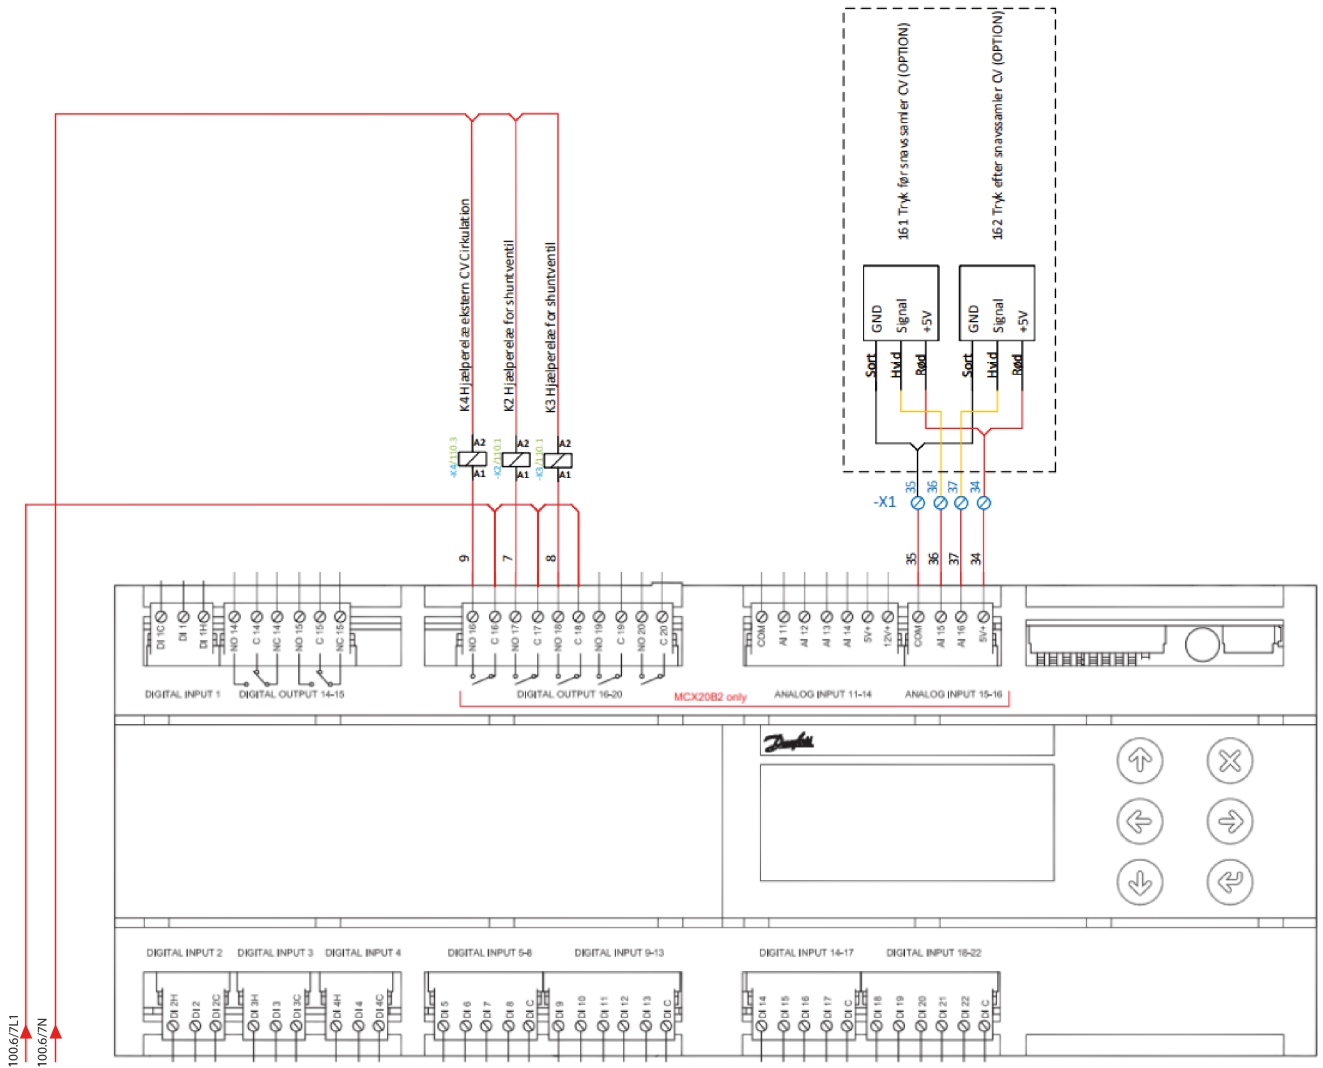 161 Tryk før snavssamler CV (OPTION)
162 Tryk efter snavssamler CV (OPTION)
K4 Hjælperelæ ekstern CV Cirkulation
K2 Hjælperelæ for shuntventil
K3 Hjælperelæ for shuntventil
GND
Signal
+5V
GND
Signal
+5V
Sort
Hvid
Rød
Sort
Hvid
Rød
-K4/110.3
A2
A1
-K2/110.1
A2
A1
-K3/110.1
A2
A1
-X1
35
36
37
34
9
7
8
35
36
37
34
DI 1C
DI 1
DI 1H
NO 14
C 14
NC 14
NO 15
C 15
NC 15
NO 16
C 16
NO 17
C 17
NO 18
C 18
NO 19
C 19
NO 20
C 20
COM
AI 11
AI 12
AI 13
AI 14
5V+
12V+
COM
AI 15
AI 16
5V+
DIGITAL INPUT 1
DIGITAL OUTPUT 14-15
DIGITAL OUTPUT 16-20
MCX20B2 only
ANALOG INPUT 11-14
ANALOG INPUT 15-16
Danfoss
DIGITAL INPUT 2
DIGITAL INPUT 3
DIGITAL INPUT 4
DIGITAL INPUT 5-8
DIGITAL INPUT 9-13
DIGITAL INPUT 14-17
DIGITAL INPUT 18-22
DI 2H
DI 2
DI 2C
DI 3H
DI 3
DI 3C
DI 4H
DI 4
DI 4C
DI 5
DI 6
DI 7
DI 8
DI C
DI 9
DI 10
DI 11
DI 12
DI 13
DI C
DI 14
DI 15
DI 16
DI 17
DI C
DI 18
DI 19
DI 20
DI 21
DI 22
DI C
100.6/7L1
100.6/7N